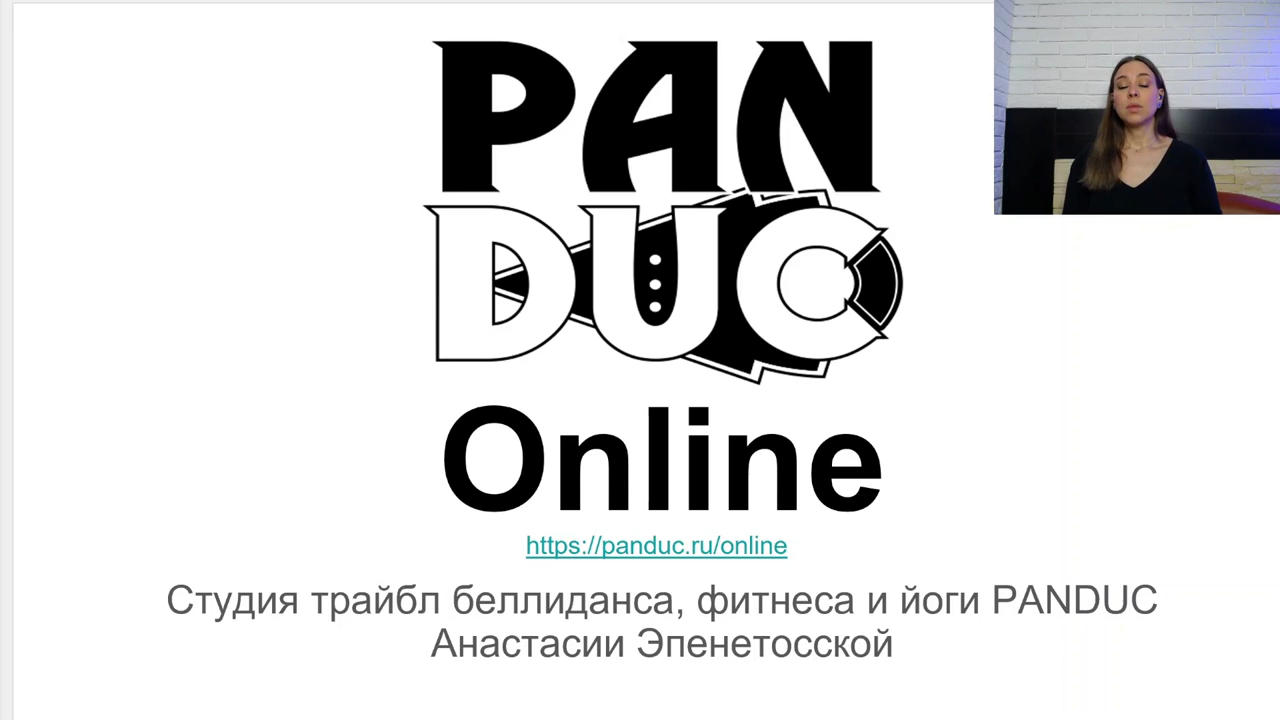 PAN
DUC
Online
https://panduc.ru/online
Студия трайбл беллиданса, фитнеса и йоги PANDUC
Анастасии Эпенетосской